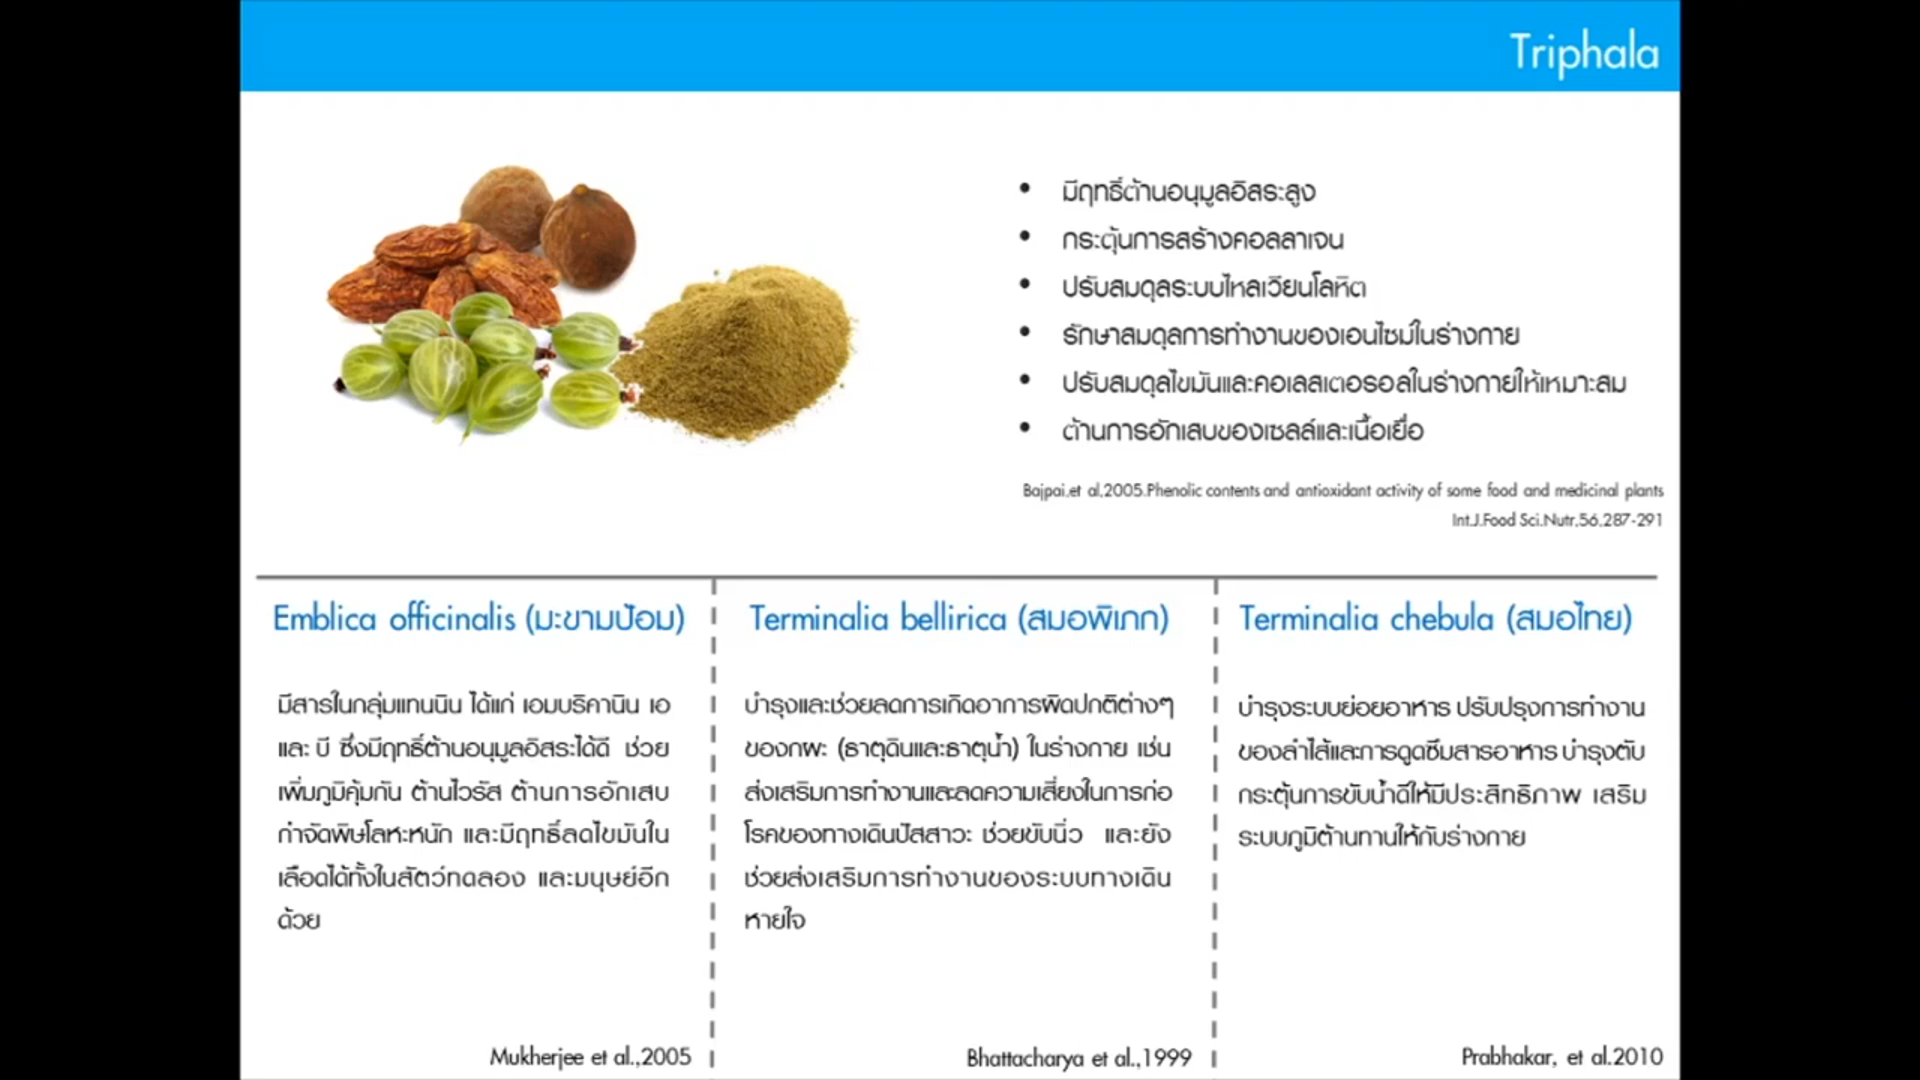 Triphala
• มีฤทธิ์ต้านอนุมูลอิสระสูง
• กระตุ้นการสร้างคอลลาเจน
• ปรับสมดุลระบบไหลเวียนโลหิต
• รักษาสมดุลการทำงานของเอนไซม์ในร่างกาย
• ปรับสมดุลไขมันและคอเลสเตอรอลในร่างกายให้เหมาะสม
• ต้านการอักเสบของเซลล์และเนื้อเยื่อ
Bajpai,et al,2005.Phenolic contents and antioxidant activity of some food and medicinal plants
Int.J.Food Sci.Nutr,56,287-291
Emblica officinalis (มะขามป้อม)
มีสารในกลุ่มแทนนิน ได้แก่ เอมบริคานิน เอ
และ บี ซึ่งมีฤทธิ์ต้านอนุมูลอิสระได้ดี ช่วย
เพิ่มภูมิคุ้มกัน ต้านไวรัส ต้านการอักเสบ
กำจัดพิษโลหะหนัก และมีฤทธิ์ลดไขมันใน
เลือดได้ทั้งในสัตว์ทดลอง และมนุษย์อีก
ด้วย
Mukherjee et al.,2005
Terminalia bellirica (สมอพิเภก)
บำรุงและช่วยลดการเกิดอาการผิดปกติต่างๆ
ของกผะ (ธาตุดินและธาตุน้ำ) ในร่างกาย เช่น
ส่งเสริมการทำงานและลดความเสี่ยงในการก่อ
โรคของทางเดินปัสสาวะ ช่วยขับนิ่ว และยัง
ช่วยส่งเสริมการทำงานของระบบทางเดิน
หายใจ
Bhattacharya et al.,1999
Terminalia chebula (สมอไทย)
บำรุงระบบย่อยอาหาร ปรับปรุงการทำงาน
ของลำไส้และการดูดซึมสารอาหาร บำรุงตับ
กระตุ้นการขับน้ำดีให้มีประสิทธิภาพ เสริม
ระบบภูมิต้านทานให้กับร่างกาย
Prabhakar, et al.2010